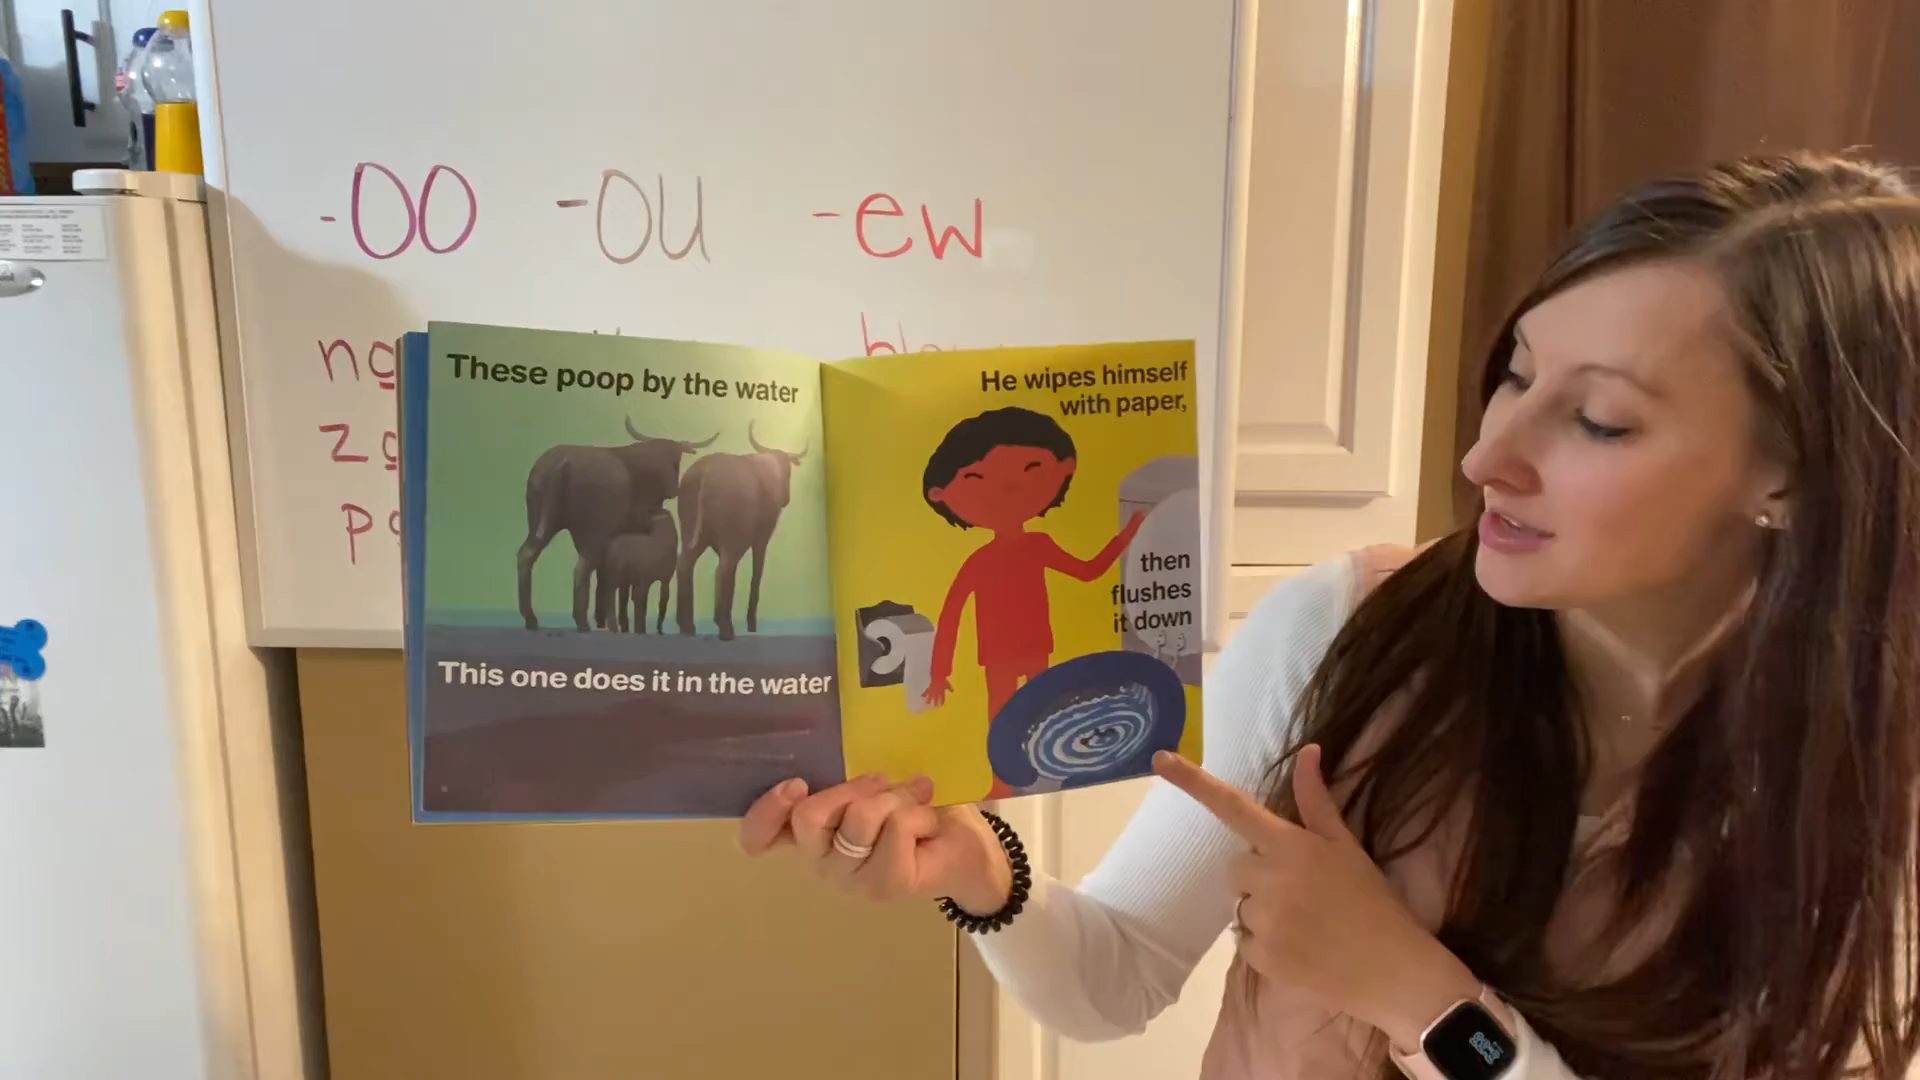 -oo -ou -ew
These poop by the water
This one does it in the water
He wipes himself
with paper,
then
flushes
it down